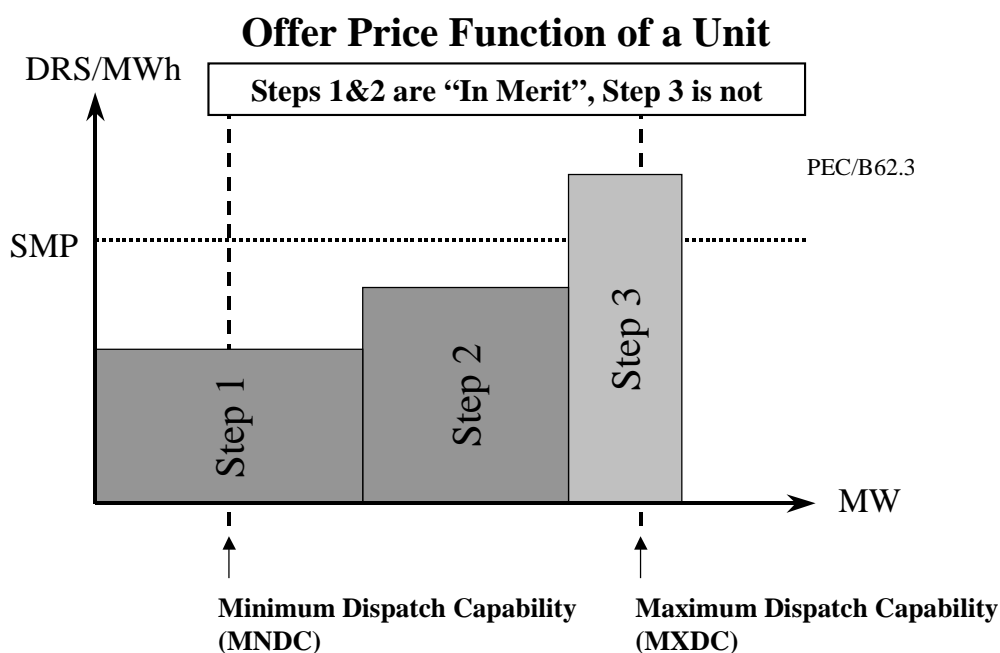 Offer Price Function of a Unit
DRS/MWh
Steps 1&2 are “In Merit”, Step 3 is not
PEC/B62.3
SMP
Step 1
Step 2
Step 3
MW
Minimum Dispatch Capability
(MNDC)
Maximum Dispatch Capability
(MXDC)